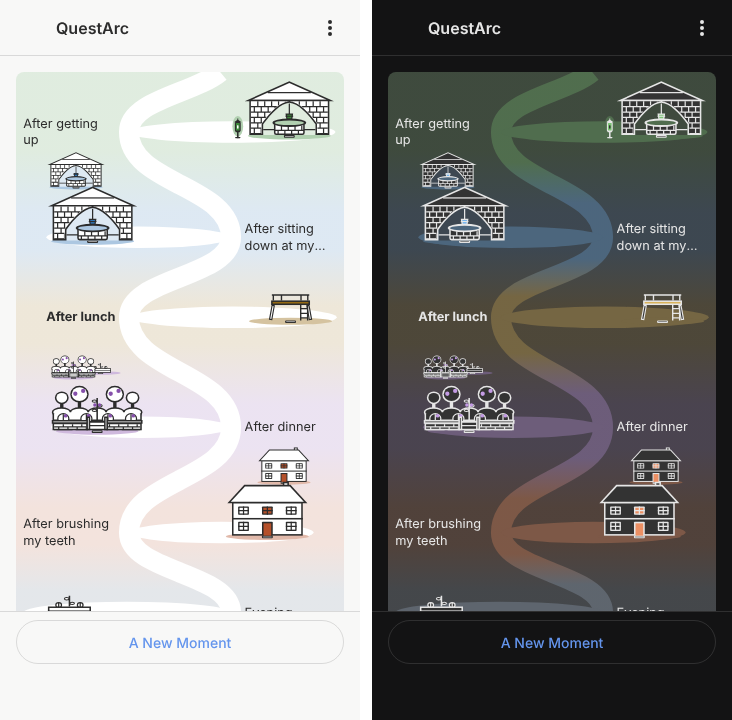 QuestArc
After getting
up
After sitting
down at my...
After lunch
After dinner
After brushing
my teeth
Evening
A New Moment
QuestArc
After getting
up
After sitting
down at my...
After lunch
After dinner
After brushing
my teeth
Evening
A New Moment